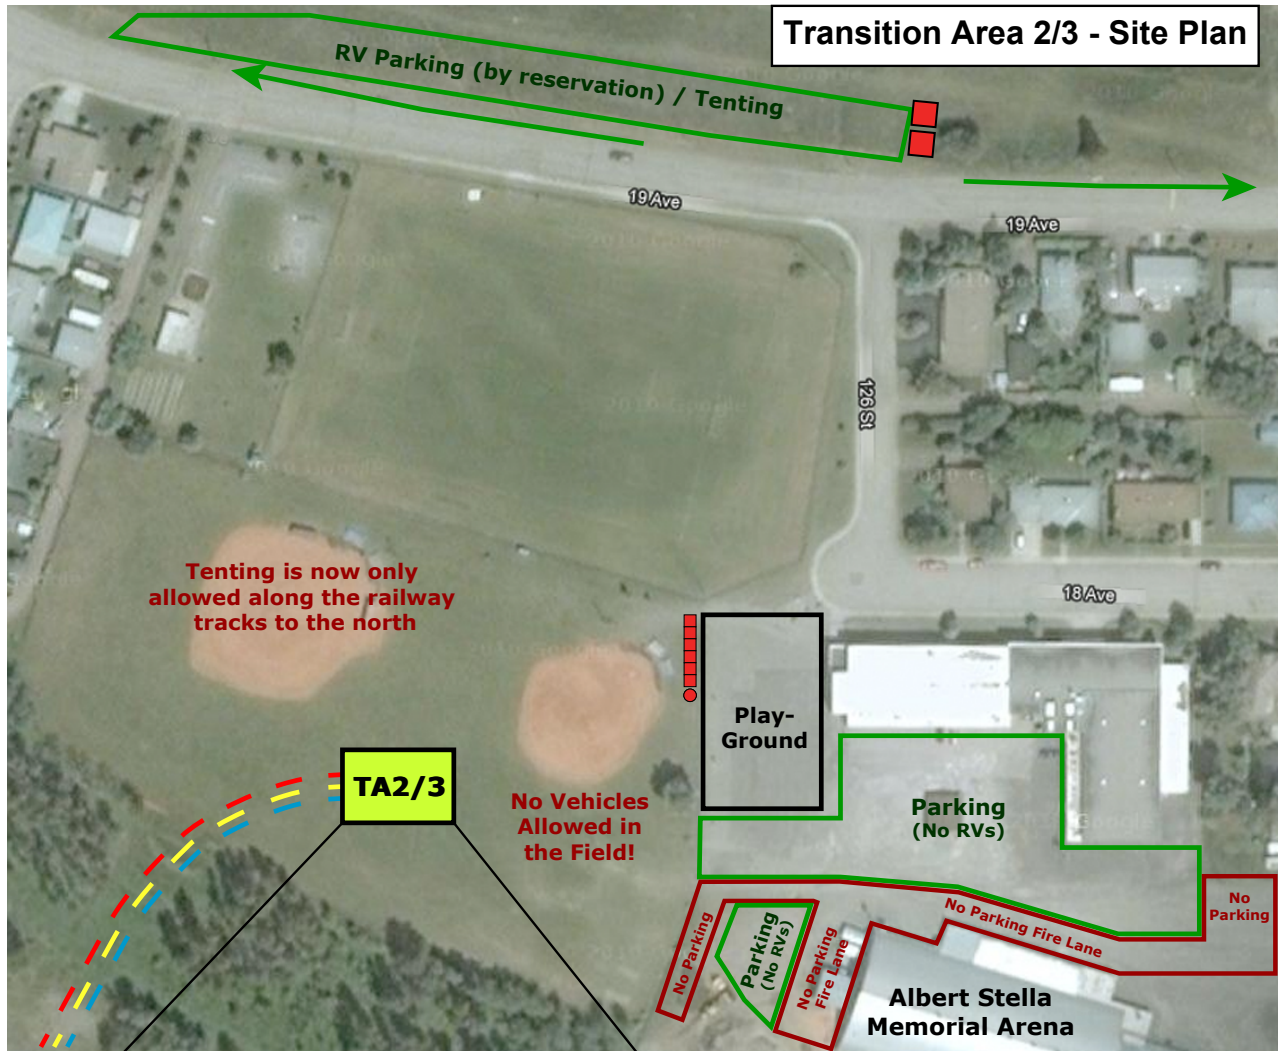 Transition Area 2/3 - Site Plan
RV Parking (by reservation) / Tenting
19 Ave
19 Ave
126 St
18 Ave
Tenting is now only
allowed along the railway
tracks to the north
Play-
Ground
TA2/3
No Vehicles
Allowed in
the Field!
Parking
(No RVs)
No
Parking
No Parking Fire Lane
No Parking
Parking
(No RVs)
No Parking
Fire Lane
Albert Stella
Memorial Arena